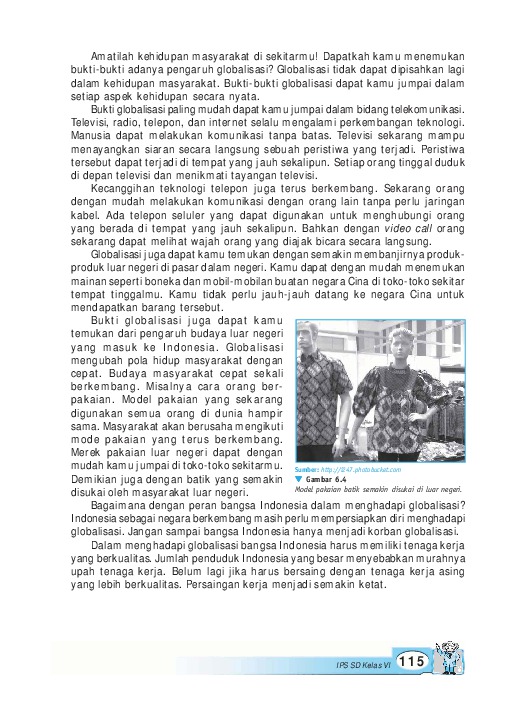 Amatilah kehidupan masyarakat di sekitarmu! Dapatkah kamu menemukan
bukti-bukti adanya pengaruh globalisasi? Globalisasi tidak dapat dipisahkan lagi
dalam kehidupan masyarakat. Bukti-bukti globalisasi dapat kamu jumpai dalam
setiap aspek kehidupan secara nyata.
Bukti globalisasi paling mudah dapat kamu jumpai dalam bidang telekomunikasi.
Televisi, radio, telepon, dan internet selalu mengalami perkembangan teknologi.
Manusia dapat melakukan komunikasi tanpa batas. Televisi sekarang mampu
menayangkan siaran secara langsung sebuah peristiwa yang terjadi. Peristiwa
tersebut dapat terjadi di tempat yang jauh sekalipun. Setiap orang tinggal duduk
di depan televisi dan menikmati tayangan televisi.
Kecanggihan teknologi telepon juga terus berkembang. Sekarang orang
dengan mudah melakukan komunikasi dengan orang lain tanpa perlu jaringan
kabel. Ada telepon seluler yang dapat digunakan untuk menghubungi orang
yang berada di tempat yang jauh sekalipun. Bahkan dengan video call orang
sekarang dapat melihat wajah orang yang diajak bicara secara langsung.
Globalisasi juga dapat kamu temukan dengan semakin membanjirnya produk-
produk luar negeri di pasar dalam negeri. Kamu dapat dengan mudah menemukan
mainan seperti boneka dan mobil-mobilan buatan negara Cina di toko-toko sekitar
tempat tinggalmu. Kamu tidak perlu jauh-jauh datang ke negara Cina untuk
mendapatkan barang tersebut.
Bukti globalisasi juga dapat kamu
temukan dari pengaruh budaya luar negeri
yang masuk ke Indonesia. Globalisasi
mengubah pola hidup masyarakat dengan
cepat. Budaya masyarakat cepat sekali
berkembang. Misalnya cara orang ber-
pakaian. Model pakaian yang sekarang
digunakan semua orang di dunia hampir
sama. Masyarakat akan berusaha mengikuti
mode pakaian yang terus berkembang.
Merek pakaian luar negeri dapat dengan
mudah kamu jumpai di toko-toko sekitarmu.
Demikian juga dengan batik yang semakin
disukai oleh masyarakat luar negeri.
Sumber: http://i247.photobucket.com
Gambar 6.4
Model pakaian batik semakin disukai di luar negeri.
Bagaimana dengan peran bangsa Indonesia dalam menghadapi globalisasi?
Indonesia sebagai negara berkembang masih perlu mempersiapkan diri menghadapi
globalisasi. Jangan sampai bangsa Indonesia hanya menjadi korban globalisasi.
Dalam menghadapi globalisasi bangsa Indonesia harus memiliki tenaga kerja
yang berkualitas. Jumlah penduduk Indonesia yang besar menyebabkan murahnya
upah tenaga kerja. Belum lagi jika harus bersaing dengan tenaga kerja asing
yang lebih berkualitas. Persaingan kerja menjadi semakin ketat.
IPS SD Kelas VI 115